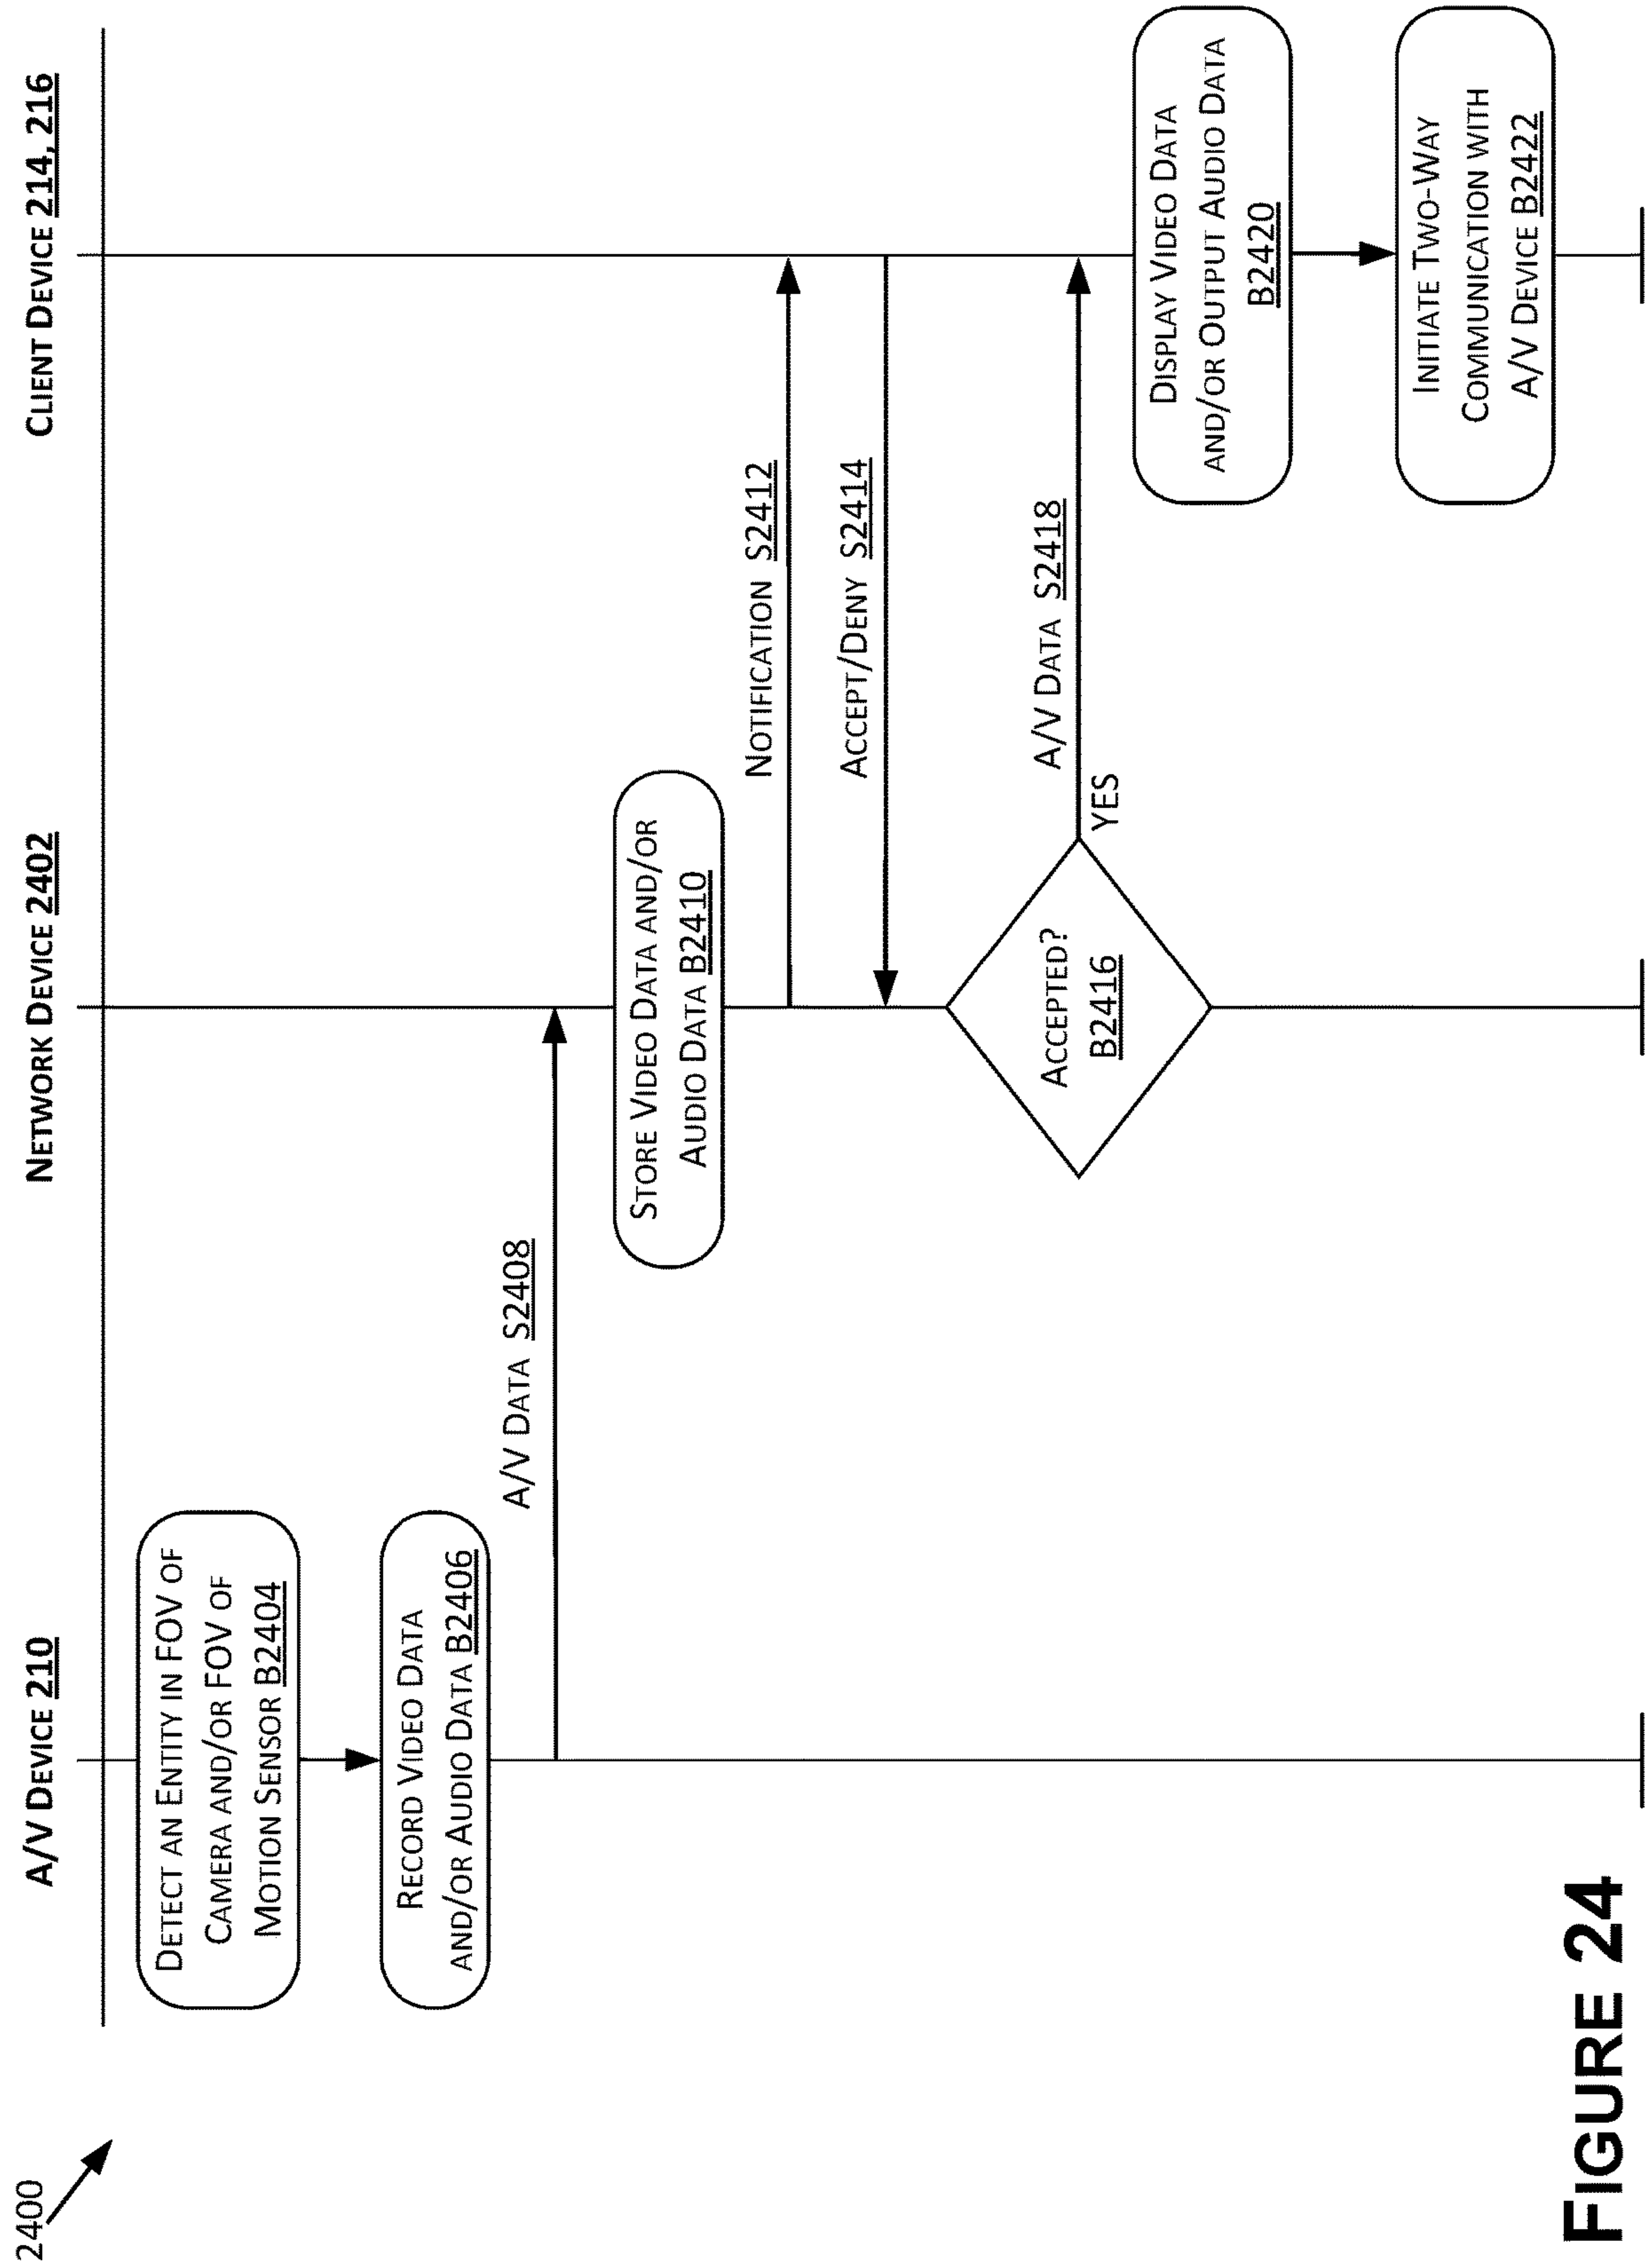 2400
A/V DEVICE 210
NETWORK DEVICE 2402
CLIENT DEVICE 214, 216
DETECT AN ENTITY IN FOV OF
CAMERA AND/OR FOV OF
MOTION SENSOR B2404
RECORD VIDEO DATA
AND/OR AUDIO DATA B2406
A/V DATA S2408
STORE VIDEO DATA AND/OR
AUDIO DATA B2410
NOTIFICATION S2412
ACCEPT/DENY S2414
ACCEPTED?
B2416
YES
A/V DATA S2418
DISPLAY VIDEO DATA
AND/OR OUTPUT AUDIO DATA
B2420
INITIATE TWO-WAY
COMMUNICATION WITH
A/V DEVICE B2422
FIGURE 24